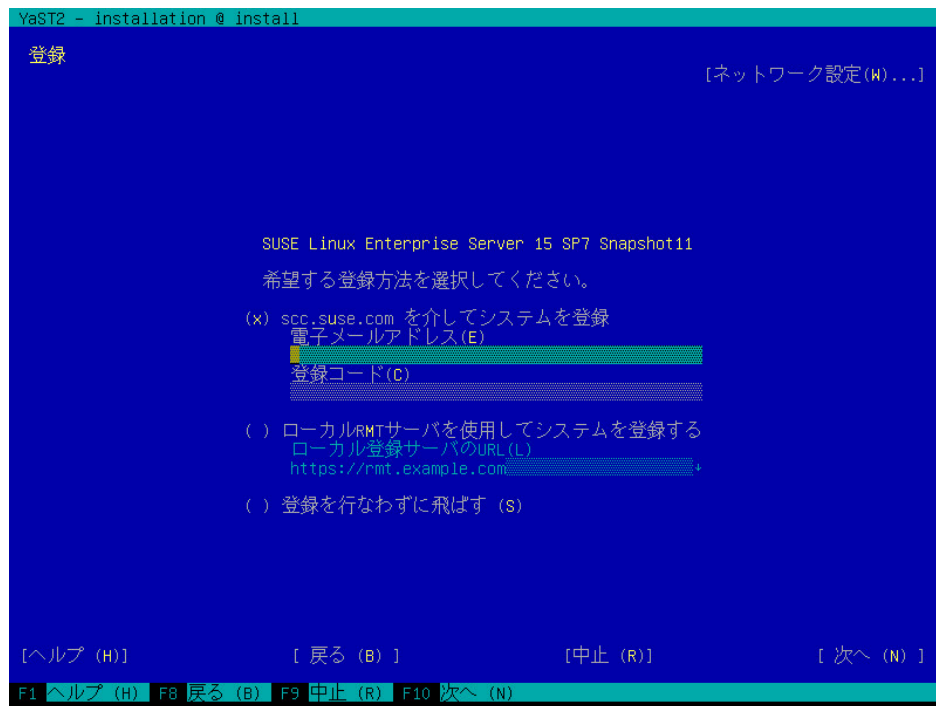 YaST2 - installation @ install
登録
[ネットワーク設定(W)...]
SUSE Linux Enterprise Server 15 SP7 Snapshot11
希望する登録方法を選択してください。
(x) scc.suse.com を介してシステムを登録
電子メールアドレス(E)
登録コード(C)
( ) ローカルRMTサーバを使用してシステムを登録する
ローカル登録サーバのURL(L)
https://rmt.example.com
( ) 登録を行なわずに飛ばす (S)
[ヘルプ (H)] [ 戻る (B) ] [中止 (R)] [ 次へ (N) ]
F1 ヘルプ (H) F8 戻る (B) F9 中止 (R) F10 次へ (N)